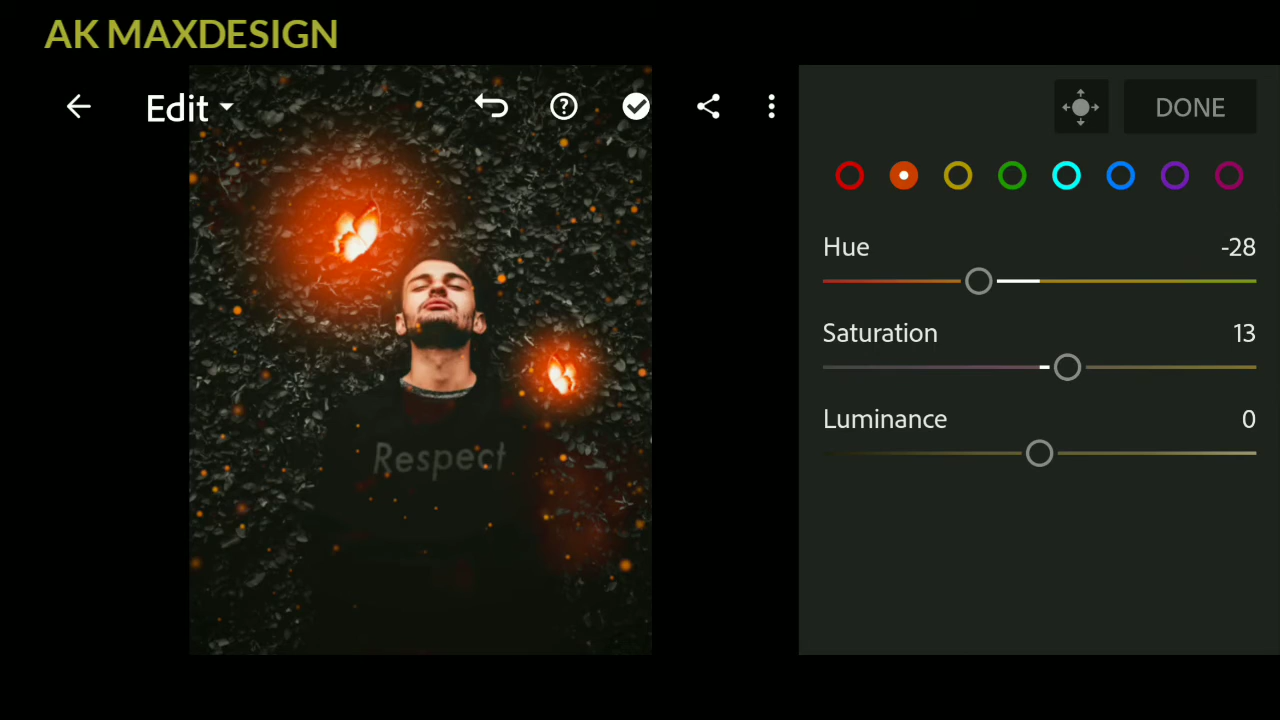 AK MAXDESIGN
Edit
DONE
Hue -28
Saturation 13
Luminance 0
Respect